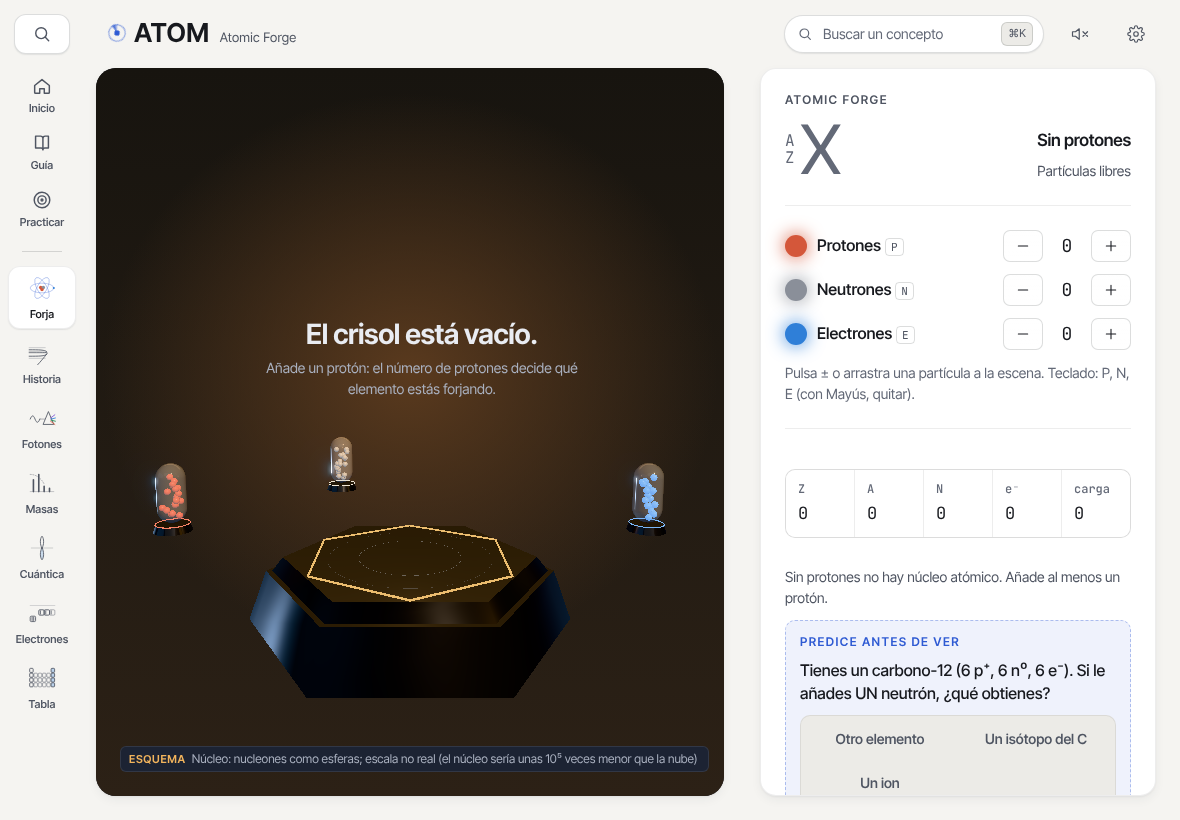 ATOM Atomic Forge
Buscar un concepto ⌘K
Inicio
Guía
Practicar
Forja
Historia
Fotones
Masas
Cuántica
Electrones
Tabla
El crisol está vacío.
Añade un protón: el número de protones decide qué
elemento estás forjando.
ESQUEMA Núcleo: nucleones como esferas; escala no real (el núcleo sería unas 10⁵ veces menor que la nube)
ATOMIC FORGE
A
Z
X
Sin protones
Partículas libres
Protones P − 0 +
Neutrones N − 0 +
Electrones E − 0 +
Pulsa ± o arrastra una partícula a la escena. Teclado: P, N,
E (con Mayús, quitar).
Z A N e⁻ carga
0 0 0 0 0
Sin protones no hay núcleo atómico. Añade al menos un
protón.
PREDICE ANTES DE VER
Tienes un carbono-12 (6 p⁺, 6 n⁰, 6 e⁻). Si le
añades UN neutrón, ¿qué obtienes?
Otro elemento Un isótopo del C
Un ion